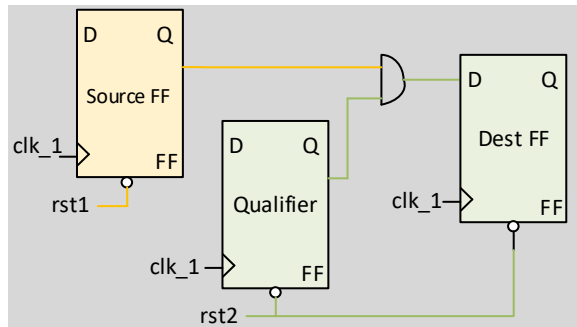 D Q
Source FF
clk_1
FF
rst1
D Q
Qualifier
clk_1
FF
rst2
D Q
Dest FF
clk_1
FF